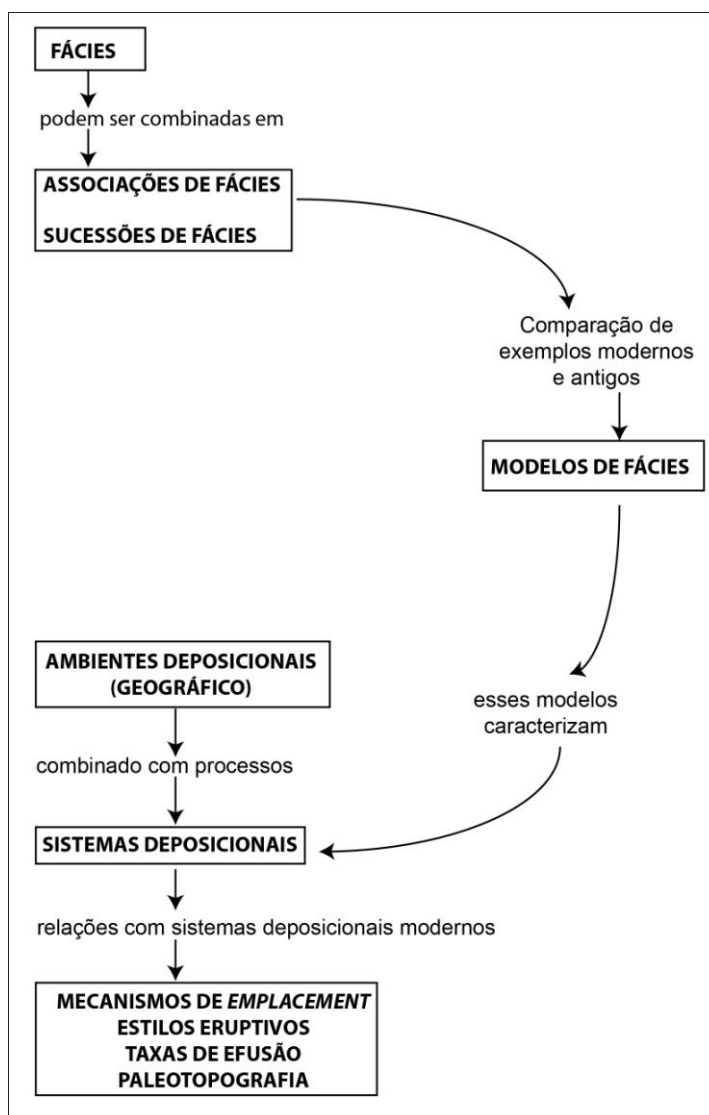 FÁCIES
podem ser combinadas em
ASSOCIAÇÕES DE FÁCIES
SUCESSÕES DE FÁCIES
Comparação de
exemplos modernos
e antigos
MODELOS DE FÁCIES
esses modelos
caracterizam
AMBIENTES DEPOSICIONAIS
(GEOGRÁFICO)
combinado com processos
SISTEMAS DEPOSICIONAIS
relações com sistemas deposicionais modernos
MECANISMOS DE EMPLACEMENT
ESTILOS ERUPTIVOS
TAXAS DE EFUSÃO
PALEOTOPOGRAFIA